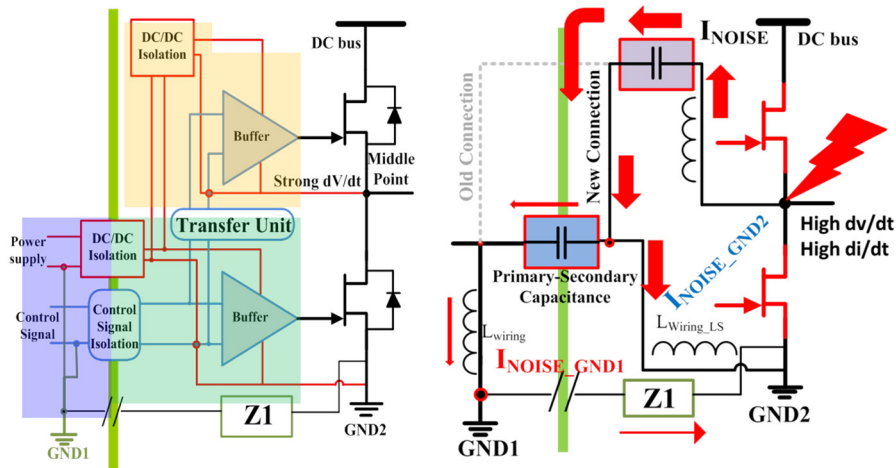 DC/DC
Isolation
DC bus
Buffer
Middle
Point
Strong dV/dt
Transfer Unit
Power
supply
DC/DC
Isolation
Control
Signal
Control
Signal
Isolation
Buffer
Z1
GND1
GND2
I_NOISE
DC bus
Old Connection
New Connection
High dv/dt
High di/dt
I_NOISE_GND2
Primary-Secondary
Capacitance
L_wiring
L_Wiring_LS
I_NOISE_GND1
Z1
GND1
GND2